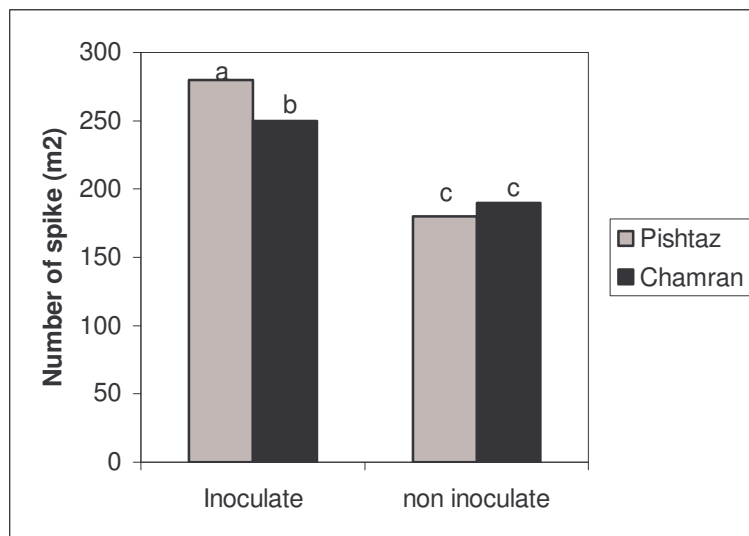 Number of spike (m2)
300
250
200
150
100
50
0
a
b
c
c
Inoculate
non inoculate
Pishtaz
Chamran